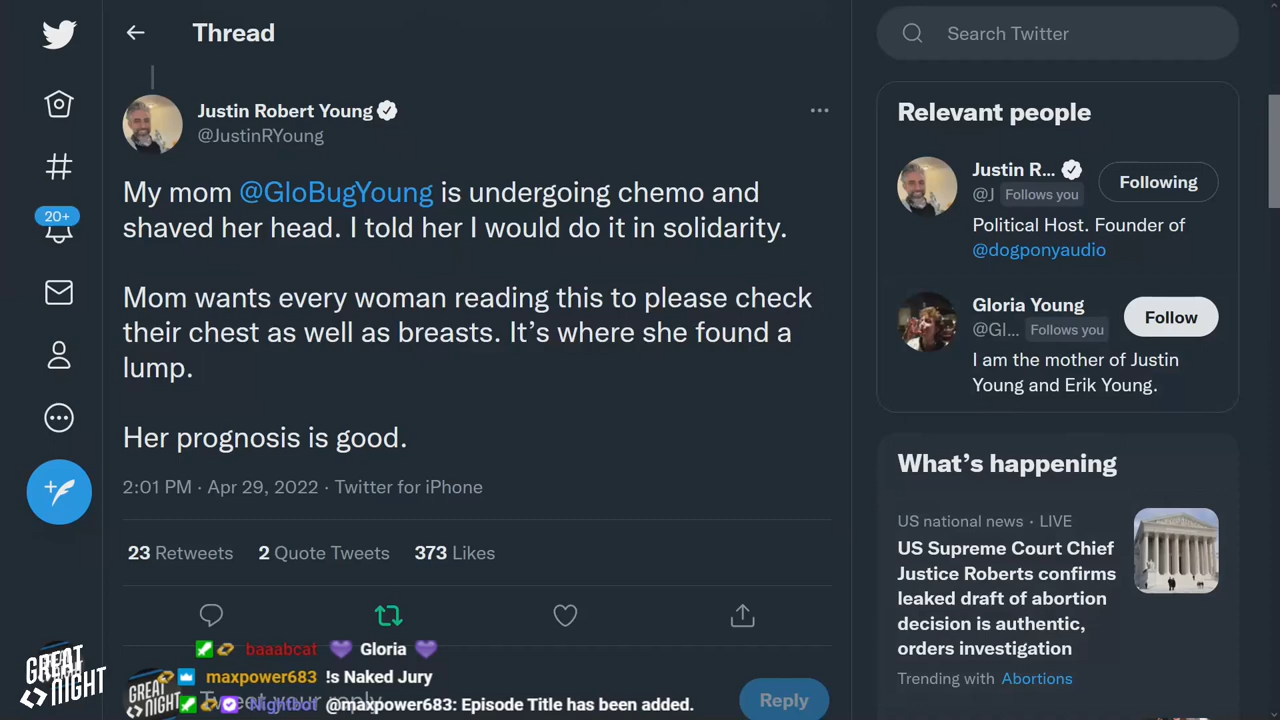 Thread
Search Twitter
Justin Robert Young
@JustinRYoung
My mom @GloBugYoung is undergoing chemo and
shaved her head. I told her I would do it in solidarity.
Mom wants every woman reading this to please check
their chest as well as breasts. It’s where she found a
lump.
Her prognosis is good.
2:01 PM · Apr 29, 2022 · Twitter for iPhone
23 Retweets 2 Quote Tweets 373 Likes
20+
Relevant people
Justin R...
Following
@J Follows you
Political Host. Founder of
@dogponyaudio
Gloria Young
Follow
@Gl... Follows you
I am the mother of Justin
Young and Erik Young.
What’s happening
US national news · LIVE
US Supreme Court Chief
Justice Roberts confirms
leaked draft of abortion
decision is authentic,
orders investigation
Trending with Abortions
baaabcat Gloria
maxpower683 !s Naked Jury
Tweet your reply
Nightbot @maxpower683: Episode Title has been added.
Reply
GREAT
NIGHT
GREAT
NIGHT